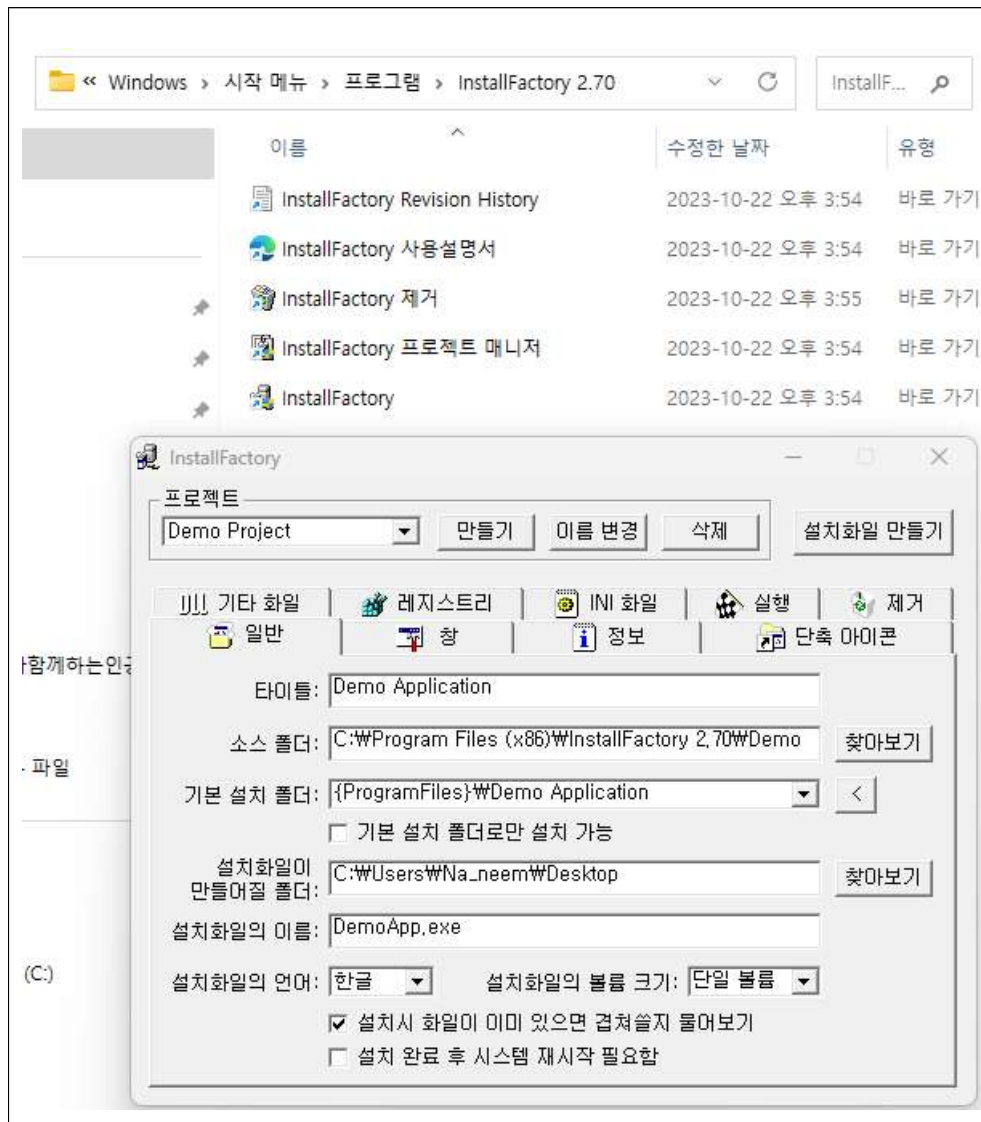 « Windows › 시작 메뉴 › 프로그램 › InstallFactory 2.70
InstallF...
이름 수정한 날짜 유형
InstallFactory Revision History 2023-10-22 오후 3:54 바로 가기
InstallFactory 사용설명서 2023-10-22 오후 3:54 바로 가기
InstallFactory 제거 2023-10-22 오후 3:55 바로 가기
InstallFactory 프로젝트 매니저 2023-10-22 오후 3:54 바로 가기
InstallFactory 2023-10-22 오후 3:54 바로 가기
InstallFactory
프로젝트
Demo Project 만들기 이름 변경 삭제 설치화일 만들기
기타 화일 레지스트리 INI 화일 실행 제거
일반 창 정보 단축 아이콘
타이틀: Demo Application
소스 폴더: C:₩Program Files (x86)₩InstallFactory 2.70₩Demo 찾아보기
기본 설치 폴더: {ProgramFiles}₩Demo Application <
기본 설치 폴더로만 설치 가능
설치화일이
만들어질 폴더: C:₩Users₩Na_neem₩Desktop 찾아보기
설치화일의 이름: DemoApp.exe
설치화일의 언어: 한글 설치화일의 볼륨 크기: 단일 볼륨
설치시 화일이 이미 있으면 겹쳐쓸지 물어보기
설치 완료 후 시스템 재시작 필요함
함께하는인
파일
(C:)